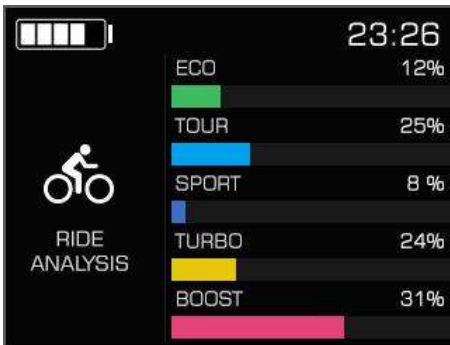 23:26
ECO 12%
TOUR 25%
SPORT 8 %
RIDE
ANALYSIS
TURBO 24%
BOOST 31%